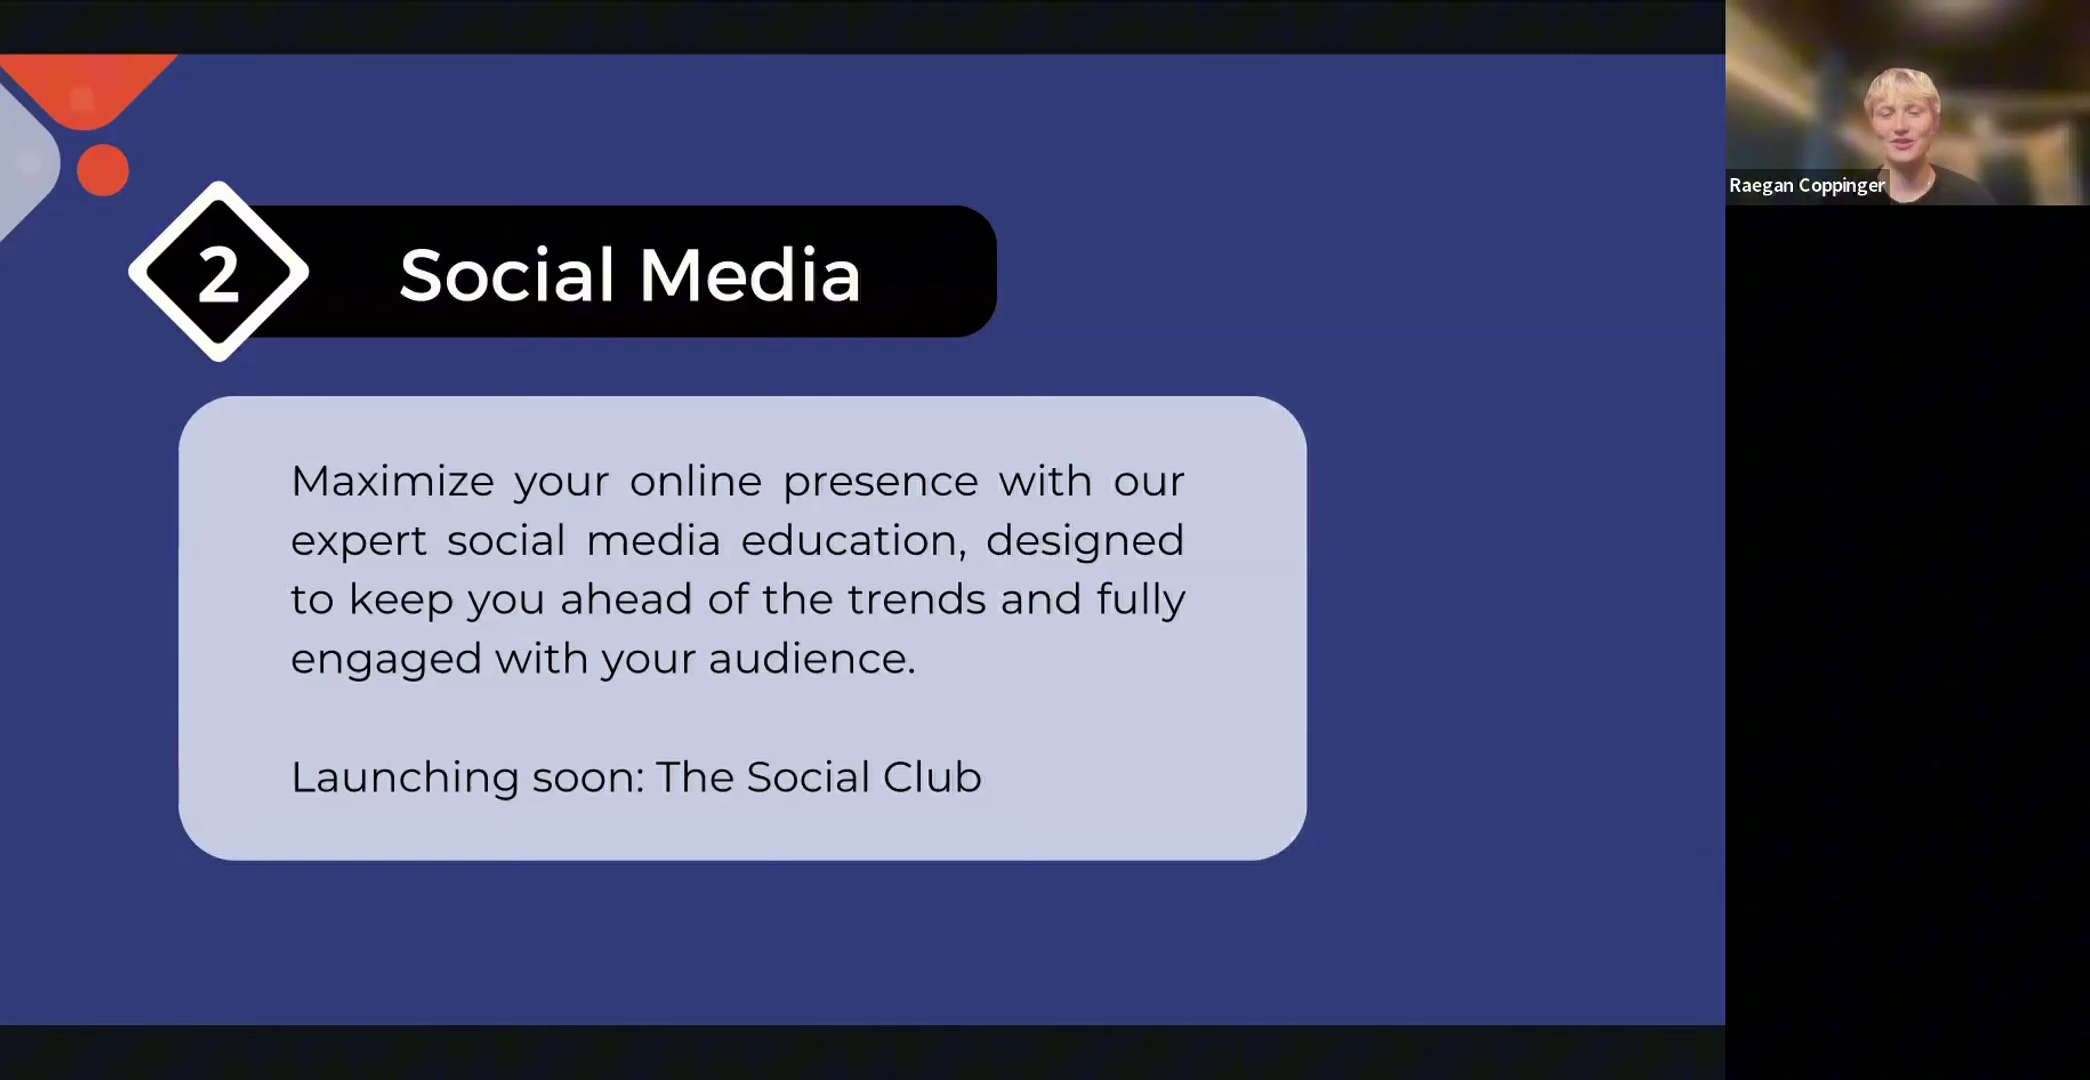 2
Social Media
Maximize your online presence with our
expert social media education, designed
to keep you ahead of the trends and fully
engaged with your audience.
Launching soon: The Social Club
Raegan Coppinger